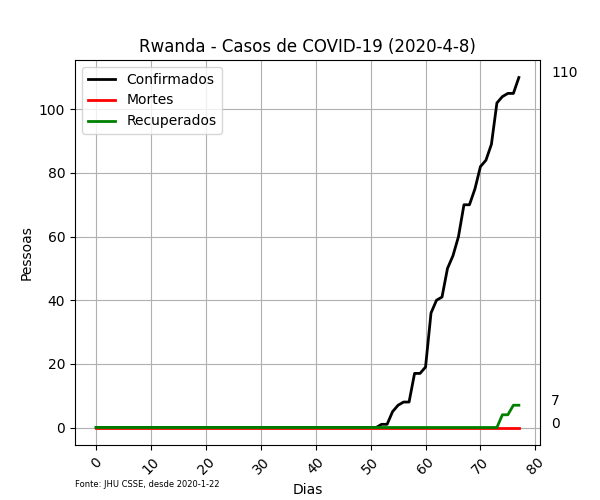 Rwanda - Casos de COVID-19 (2020-4-8)
Confirmados
Mortes
Recuperados
110
7
0
Pessoas
100
80
60
40
20
0
0 10 20 30 40 50 60 70 80
Dias
Fonte: JHU CSSE, desde 2020-1-22